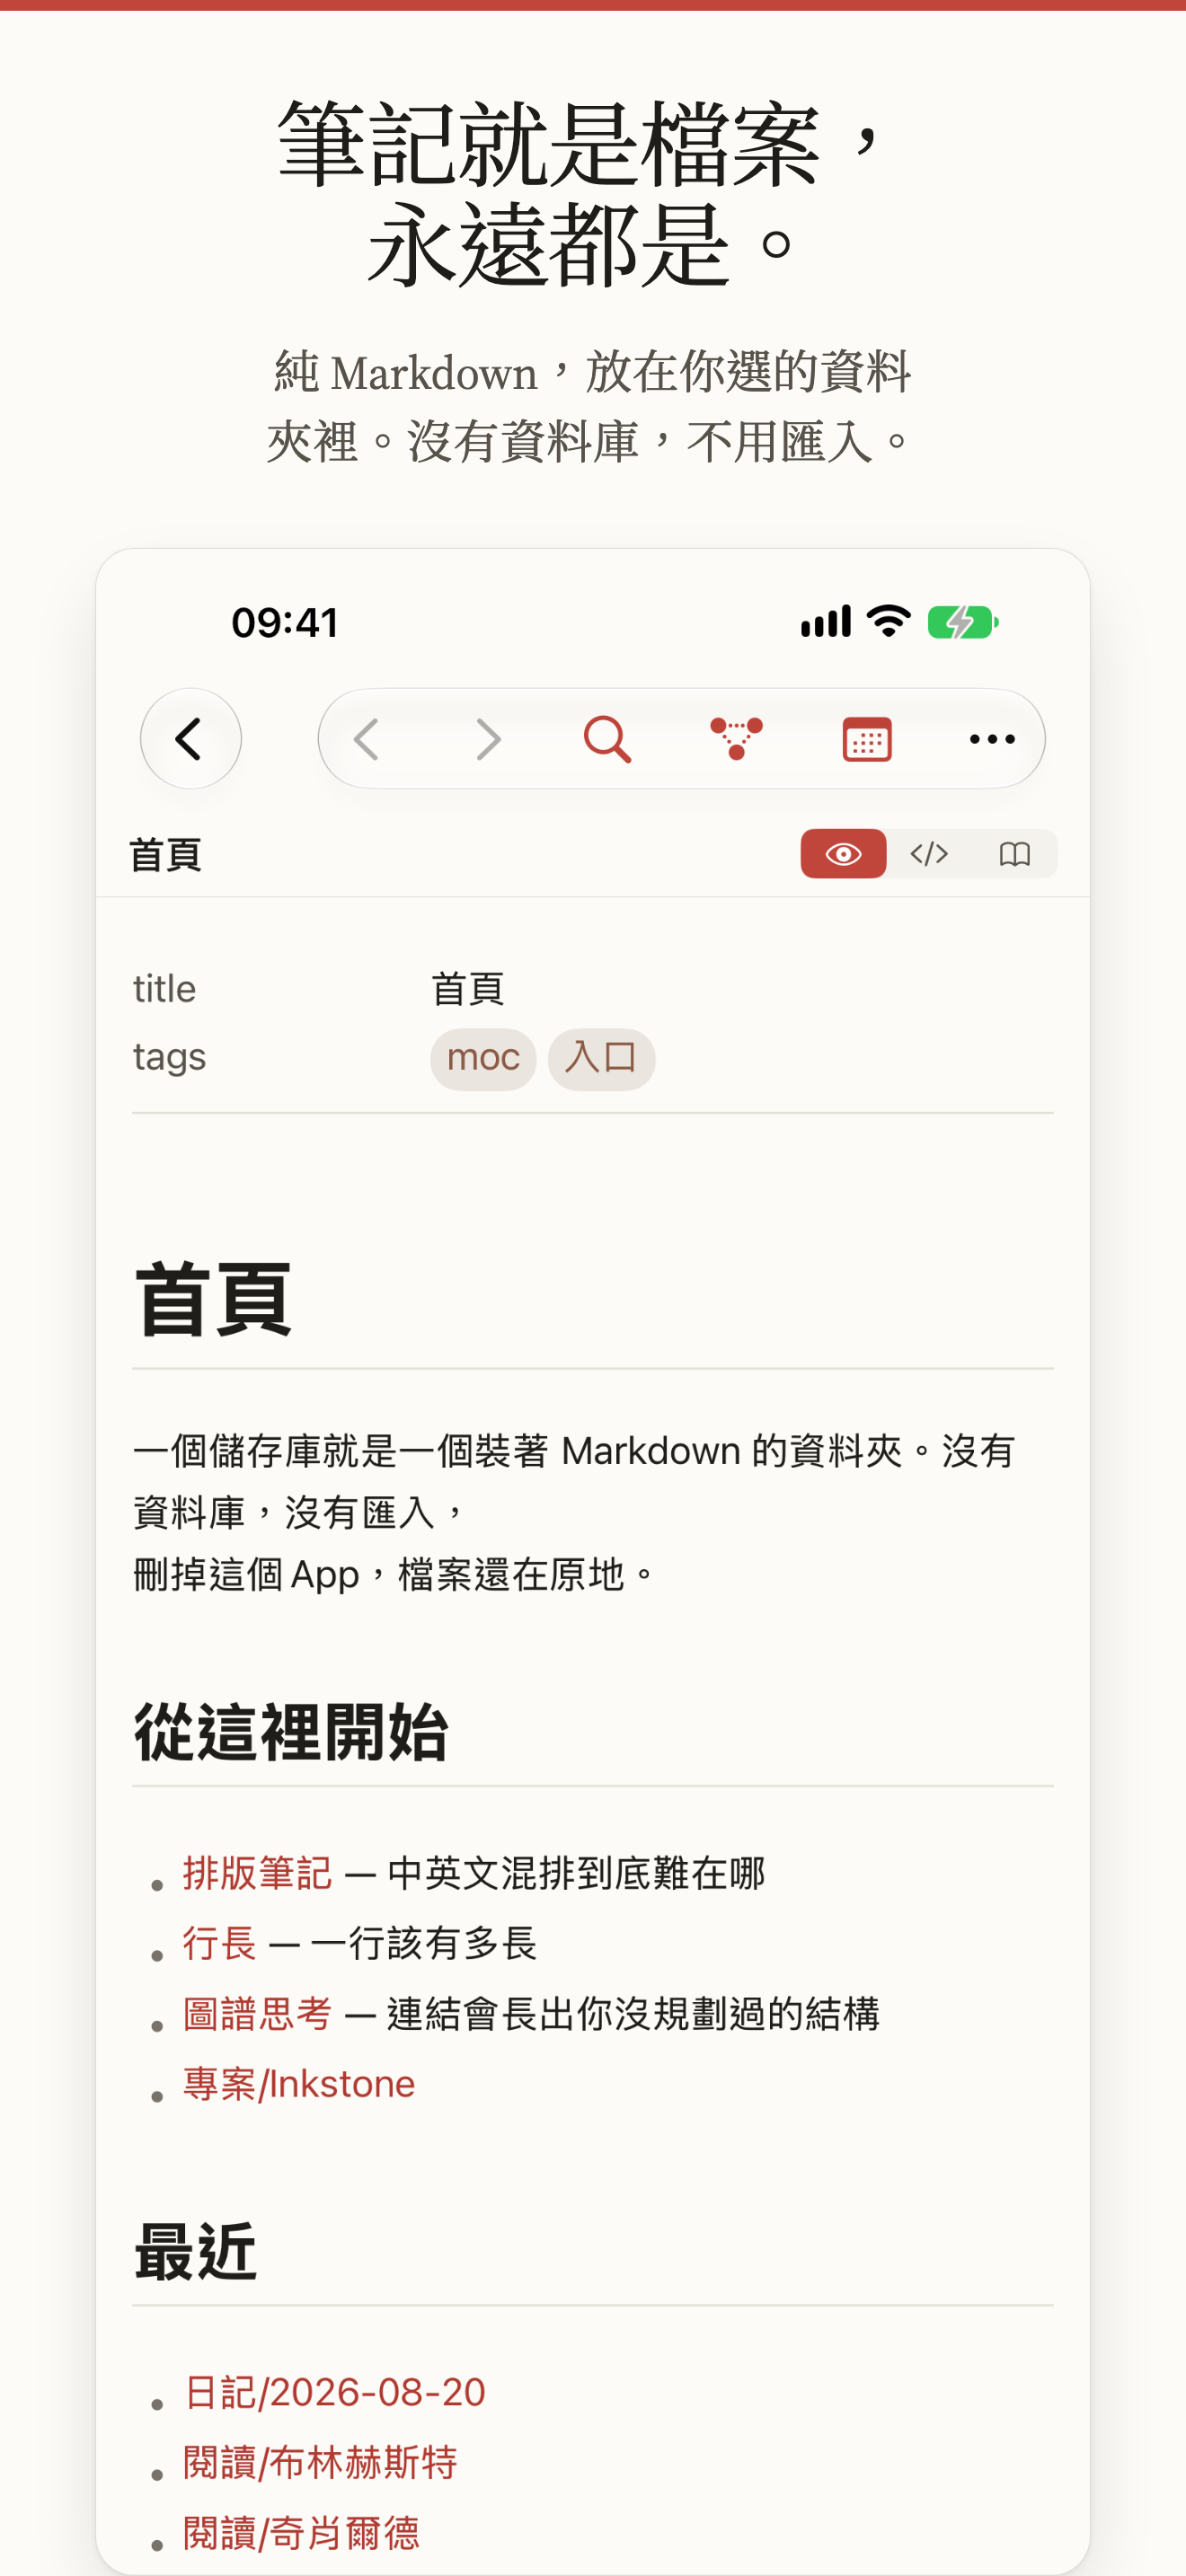 筆記就是檔案，
永遠都是。
純 Markdown，放在你選的資料
夾裡。沒有資料庫，不用匯入。
09:41
首頁
title 首頁
tags moc 入口
首頁
一個儲存庫就是一個裝著 Markdown 的資料夾。沒有
資料庫，沒有匯入，
刪掉這個 App，檔案還在原地。
從這裡開始
• 排版筆記 — 中英文混排到底難在哪
• 行長 — 一行該有多長
• 圖譜思考 — 連結會長出你沒規劃過的結構
• 專案/Inkstone
最近
• 日記/2026-08-20
• 閱讀/布林赫斯特
• 閱讀/奇肖爾德